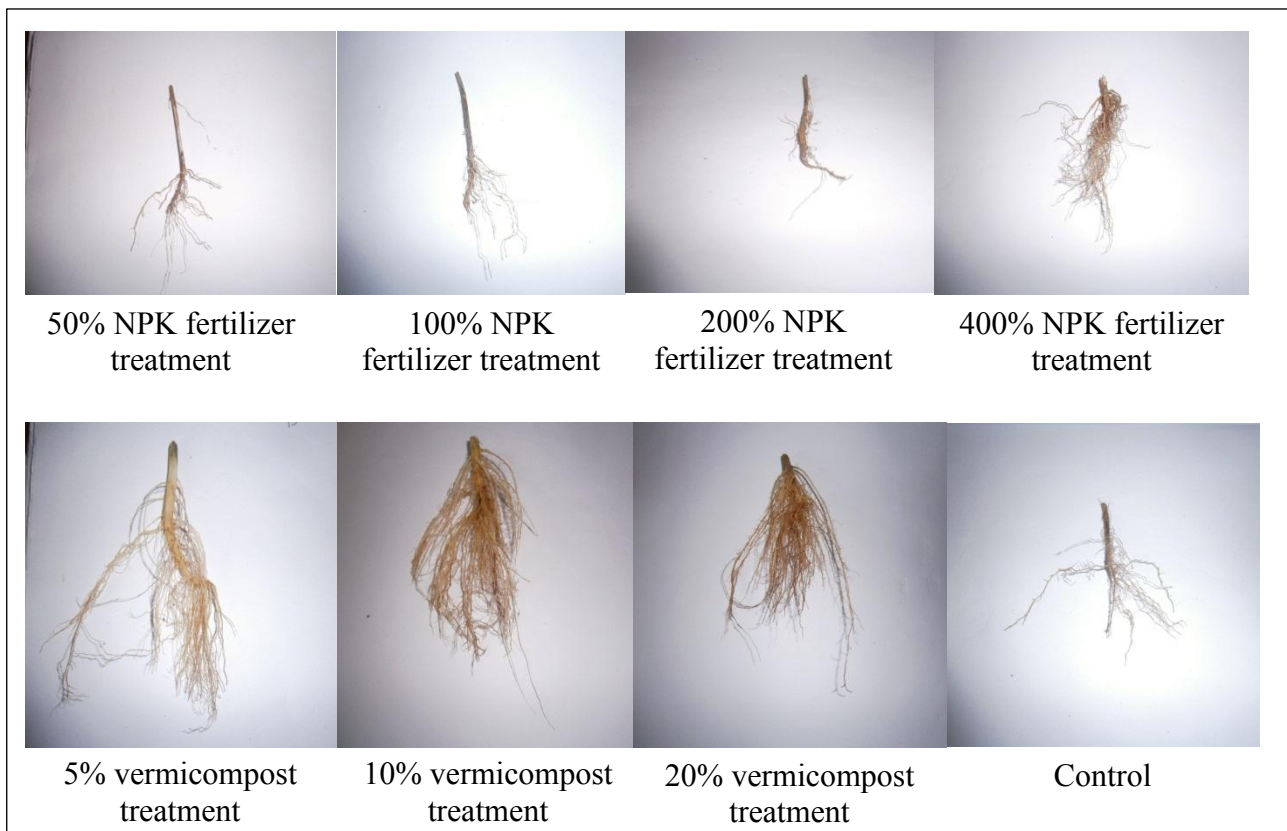 50% NPK fertilizer
treatment
100% NPK
fertilizer treatment
200% NPK
fertilizer treatment
400% NPK fertilizer
treatment
5% vermicompost
treatment
10% vermicompost
treatment
20% vermicompost
treatment
Control